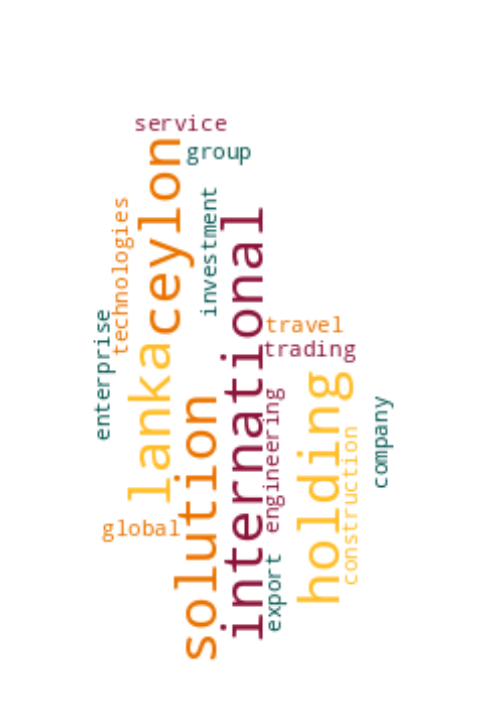 service
group
ceylon
technologies
investment
international
enterprise
travel
trading
lanka
holding
solution
engineering
company
construction
global
export